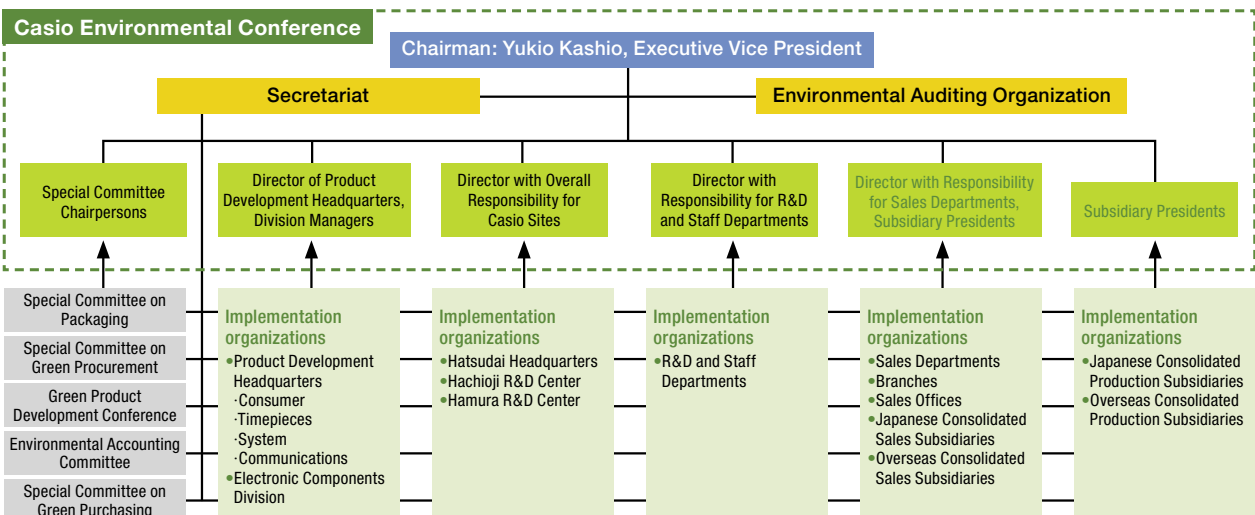 Casio Environmental Conference
Chairman: Yukio Kashio, Executive Vice President
Secretariat
Environmental Auditing Organization
Special Committee
Chairpersons
Director of Product
Development Headquarters,
Division Managers
Director with Overall
Responsibility for
Casio Sites
Director with
Responsibility for R&D
and Staff Departments
Director with Responsibility
for Sales Departments,
Subsidiary Presidents
Subsidiary Presidents
Special Committee on
Packaging
Special Committee on
Green Procurement
Green Product
Development Conference
Environmental Accounting
Committee
Special Committee on
Green Purchasing
Implementation
organizations
•Product Development
Headquarters
·Consumer
·Timepieces
·System
·Communications
•Electronic Components
Division
Implementation
organizations
•Hatsudai Headquarters
•Hachioji R&D Center
•Hamura R&D Center
Implementation
organizations
•R&D and Staff
Departments
Implementation
organizations
•Sales Departments
•Branches
•Sales Offices
•Japanese Consolidated
Sales Subsidiaries
•Overseas Consolidated
Sales Subsidiaries
Implementation
organizations
•Japanese Consolidated
Production Subsidiaries
•Overseas Consolidated
Production Subsidiaries